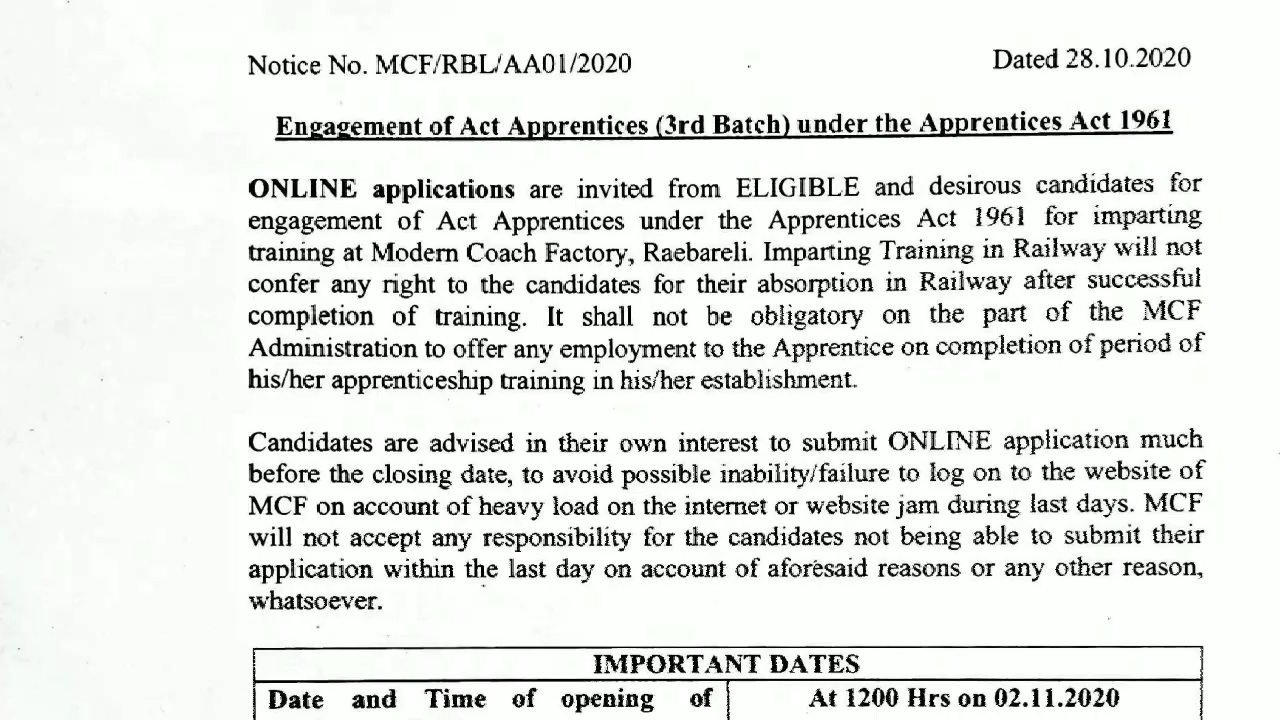 Notice No. MCF/RBL/AA01/2020 Dated 28.10.2020
Engagement of Act Apprentices (3rd Batch) under the Apprentices Act 1961
ONLINE applications are invited from ELIGIBLE and desirous candidates for
engagement of Act Apprentices under the Apprentices Act 1961 for imparting
training at Modern Coach Factory, Raebareli. Imparting Training in Railway will not
confer any right to the candidates for their absorption in Railway after successful
completion of training. It shall not be obligatory on the part of the MCF
Administration to offer any employment to the Apprentice on completion of period of
his/her apprenticeship training in his/her establishment.
Candidates are advised in their own interest to submit ONLINE application much
before the closing date, to avoid possible inability/failure to log on to the website of
MCF on account of heavy load on the internet or website jam during last days. MCF
will not accept any responsibility for the candidates not being able to submit their
application within the last day on account of aforesaid reasons or any other reason,
whatsoever.
IMPORTANT DATES
Date and Time of opening of At 1200 Hrs on 02.11.2020